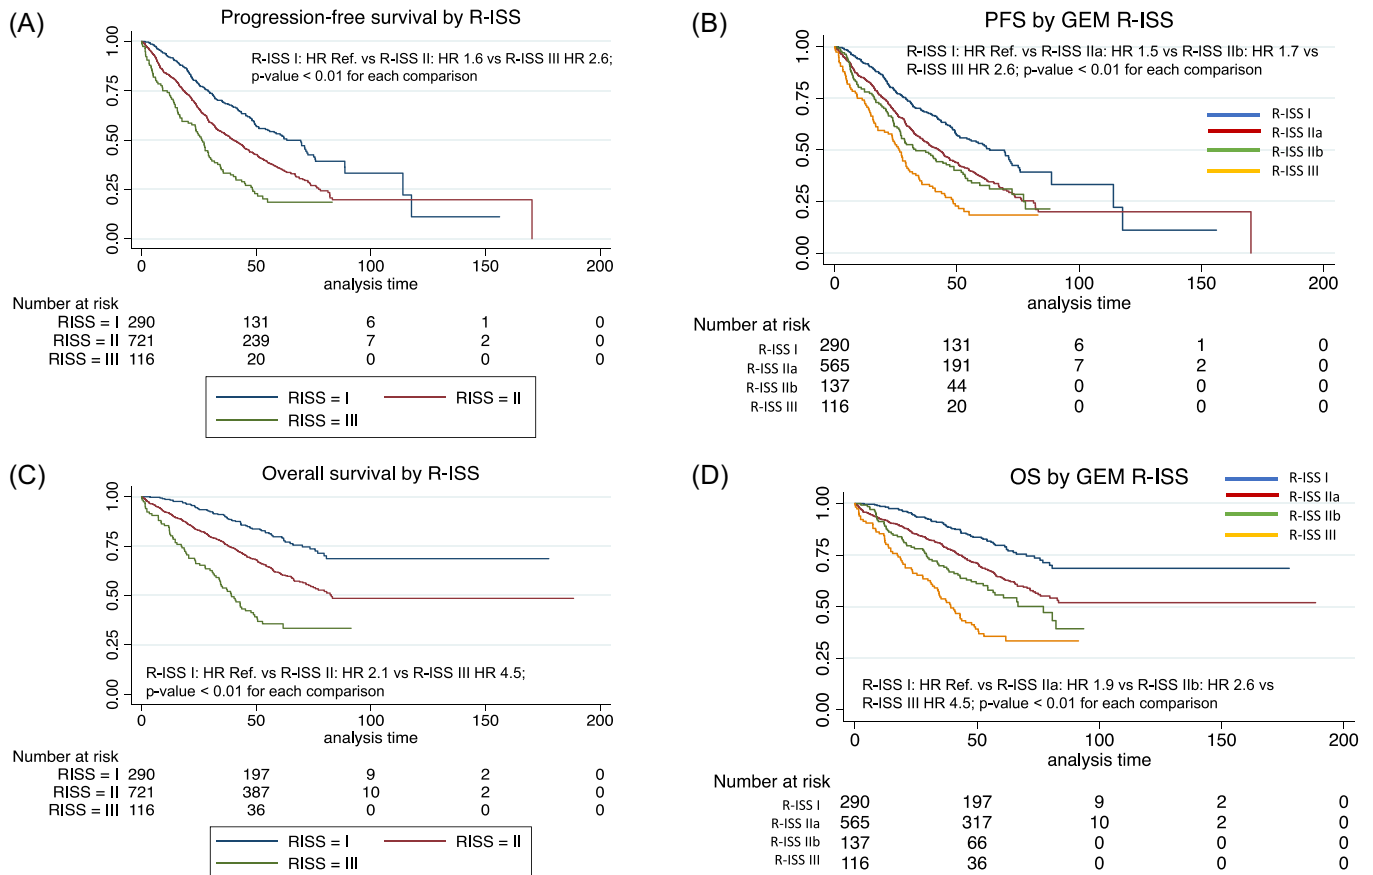 (A)
Progression-free survival by R-ISS
R-ISS I: HR Ref. vs R-ISS II: HR 1.6 vs R-ISS III HR 2.6;
p-value < 0.01 for each comparison
1.00
0.75
0.50
0.25
0.00
0 50 100 150 200
analysis time
Number at risk
RISS = I 290 131 6 1 0
RISS = II 721 239 7 2 0
RISS = III 116 20 0 0 0
RISS = I RISS = II
RISS = III
(B)
PFS by GEM R-ISS
R-ISS I: HR Ref. vs R-ISS IIa: HR 1.5 vs R-ISS IIb: HR 1.7 vs
R-ISS III HR 2.6; p-value < 0.01 for each comparison
R-ISS I
R-ISS IIa
R-ISS IIb
R-ISS III
1.00
0.75
0.50
0.25
0.00
0 50 100 150 200
analysis time
Number at risk
R-ISS I 290 131 6 1 0
R-ISS IIa 565 191 7 2 0
R-ISS IIb 137 44 0 0 0
R-ISS III 116 20 0 0 0
(C)
Overall survival by R-ISS
1.00
0.75
0.50
0.25
0.00
R-ISS I: HR Ref. vs R-ISS II: HR 2.1 vs R-ISS III HR 4.5;
p-value < 0.01 for each comparison
0 50 100 150 200
analysis time
Number at risk
RISS = I 290 197 9 2 0
RISS = II 721 387 10 2 0
RISS = III 116 36 0 0 0
RISS = I RISS = II
RISS = III
(D)
OS by GEM R-ISS
R-ISS I
R-ISS IIa
R-ISS IIb
R-ISS III
1.00
0.75
0.50
0.25
0.00
R-ISS I: HR Ref. vs R-ISS IIa: HR 1.9 vs R-ISS IIb: HR 2.6 vs
R-ISS III HR 4.5; p-value < 0.01 for each comparison
0 50 100 150 200
analysis time
Number at risk
R-ISS I 290 197 9 2 0
R-ISS IIa 565 317 10 2 0
R-ISS IIb 137 66 0 0 0
R-ISS III 116 36 0 0 0